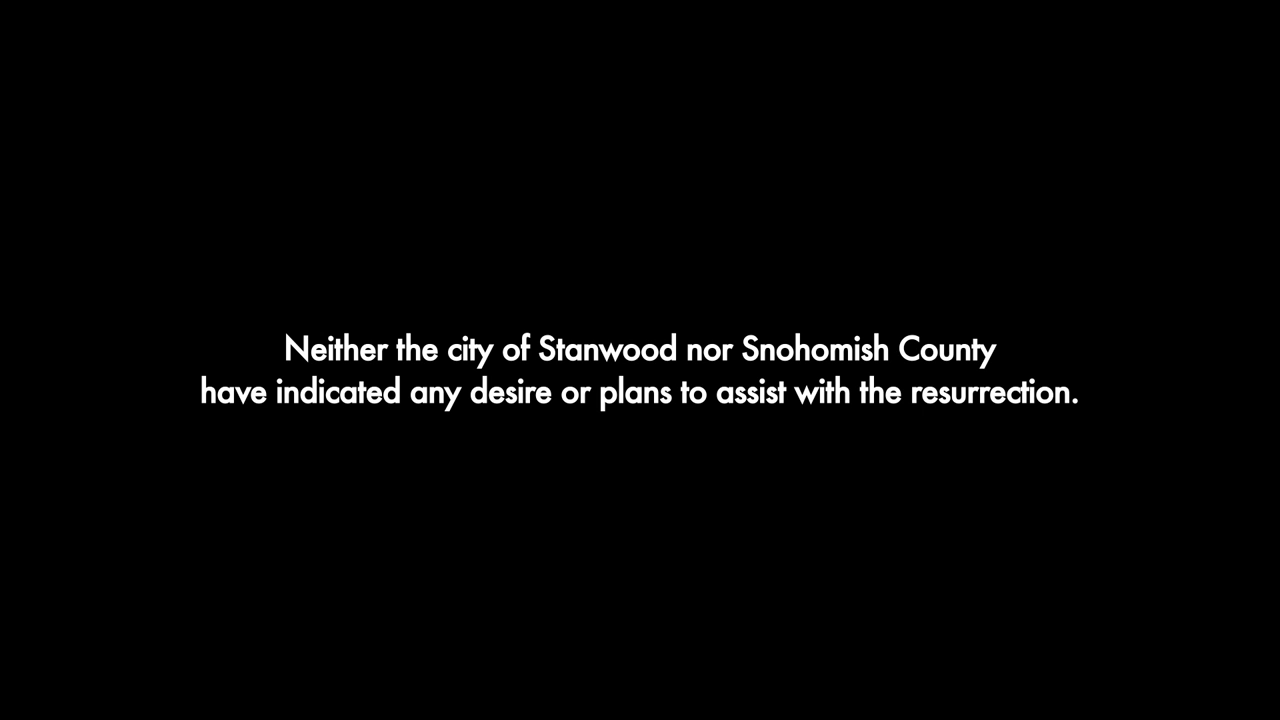 Neither the city of Stanwood nor Snohomish County
have indicated any desire or plans to assist with the resurrection.